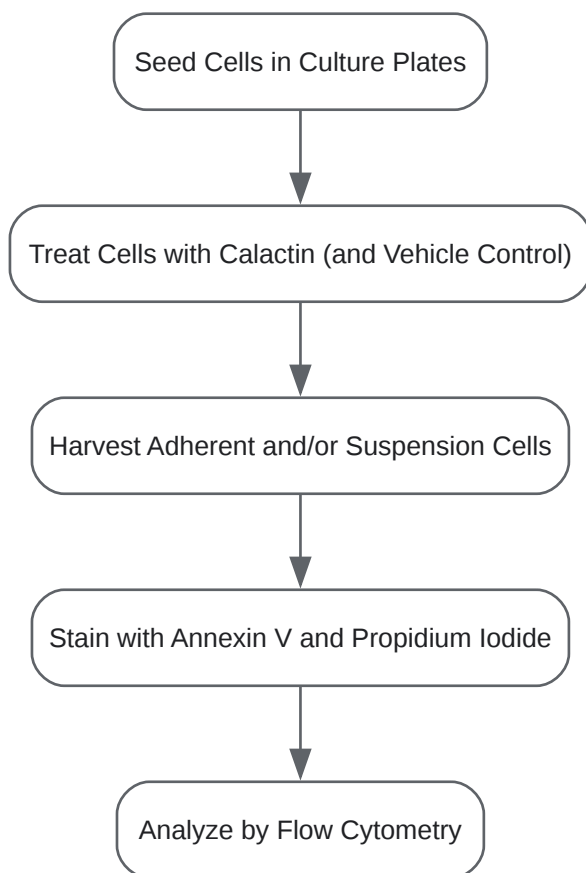 Seed Cells in Culture Plates
Treat Cells with Calactin (and Vehicle Control)
Harvest Adherent and/or Suspension Cells
Stain with Annexin V and Propidium Iodide
Analyze by Flow Cytometry